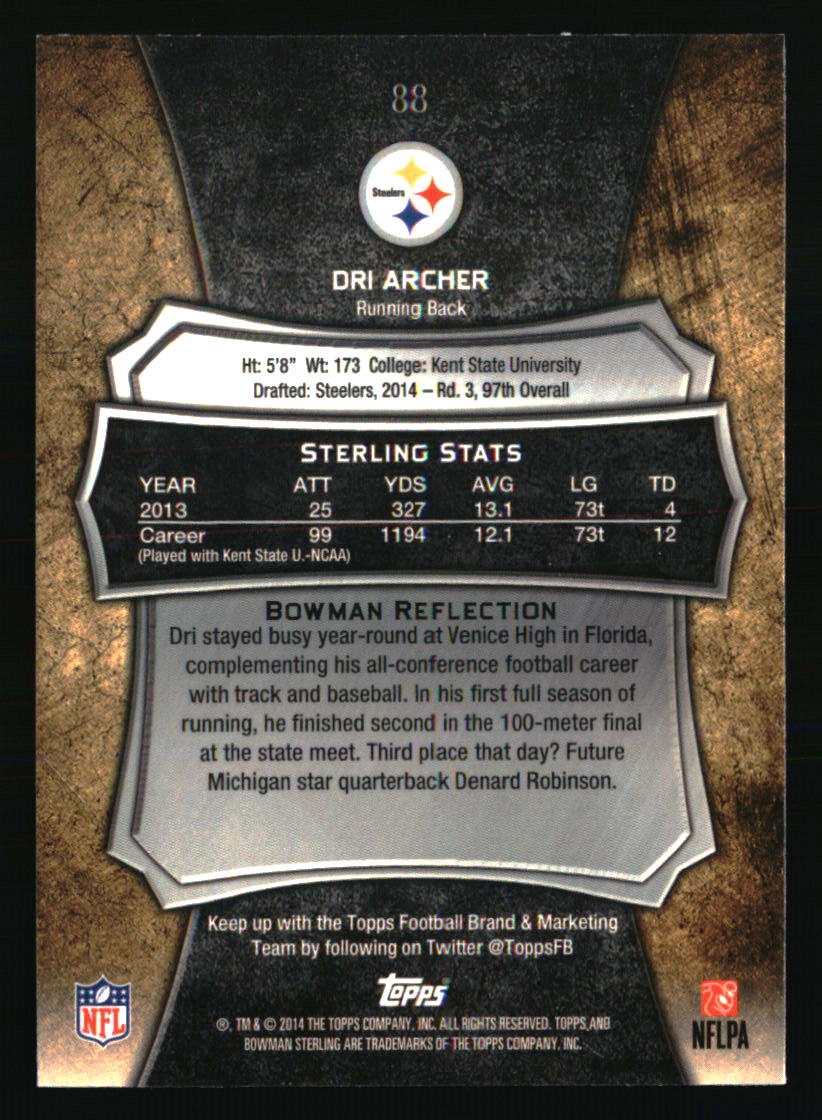 88
Steelers
DRI ARCHER
Running Back
Ht: 5'8" Wt: 173 College: Kent State University
Drafted: Steelers, 2014 – Rd. 3, 97th Overall
STERLING STATS
YEAR ATT YDS AVG LG TD
2013 25 327 13.1 73t 4
Career 99 1194 12.1 73t 12
(Played with Kent State U.-NCAA)
BOWMAN REFLECTION
Dri stayed busy year-round at Venice High in Florida,
complementing his all-conference football career
with track and baseball. In his first full season of
running, he finished second in the 100-meter final
at the state meet. Third place that day? Future
Michigan star quarterback Denard Robinson.
Keep up with the Topps Football Brand & Marketing
Team by following on Twitter @ToppsFB
Topps
NFL
NFLPA
®, TM & © 2014 THE TOPPS COMPANY, INC. ALL RIGHTS RESERVED. TOPPS AND
BOWMAN STERLING ARE TRADEMARKS OF THE TOPPS COMPANY, INC.